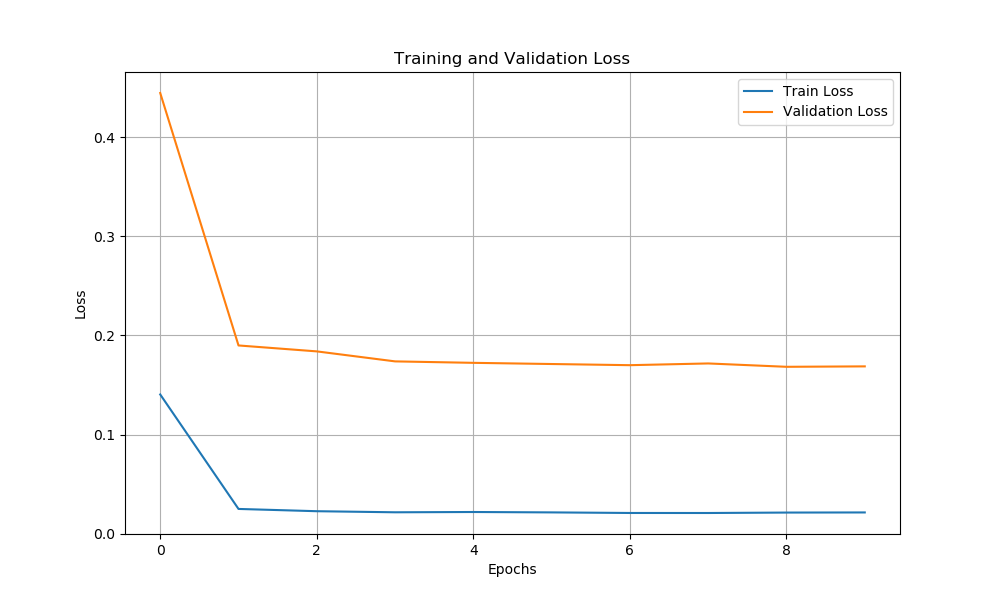 Training and Validation Loss
Train Loss
Validation Loss
0.4
0.3
0.2
0.1
0.0
Loss
0 2 4 6 8
Epochs